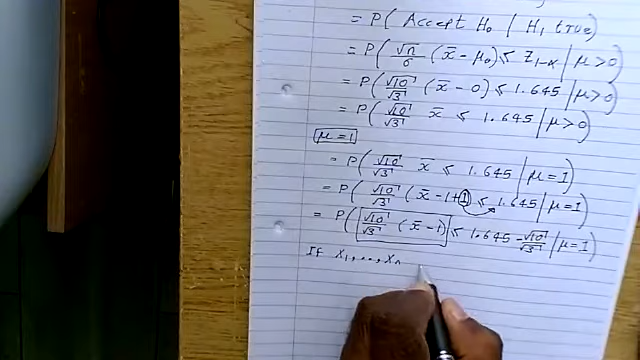 = P( Accept H₀ | H₁ true)
= P( √n/σ (x̄ - μ₀) ≤ Z₁₋α | μ > 0)
= P( √10/√3 (x̄ - 0) ≤ 1.645 | μ > 0)
= P( √10/√3 x̄ ≤ 1.645 | μ > 0)
μ = 1
= P( √10/√3 x̄ ≤ 1.645 | μ = 1)
= P( √10/√3 (x̄ - 1 + 1) ≤ 1.645 | μ = 1)
= P( √10/√3 (x̄ - 1) ≤ 1.645 - √10/√3 | μ = 1)
If X₁, ..., Xₙ